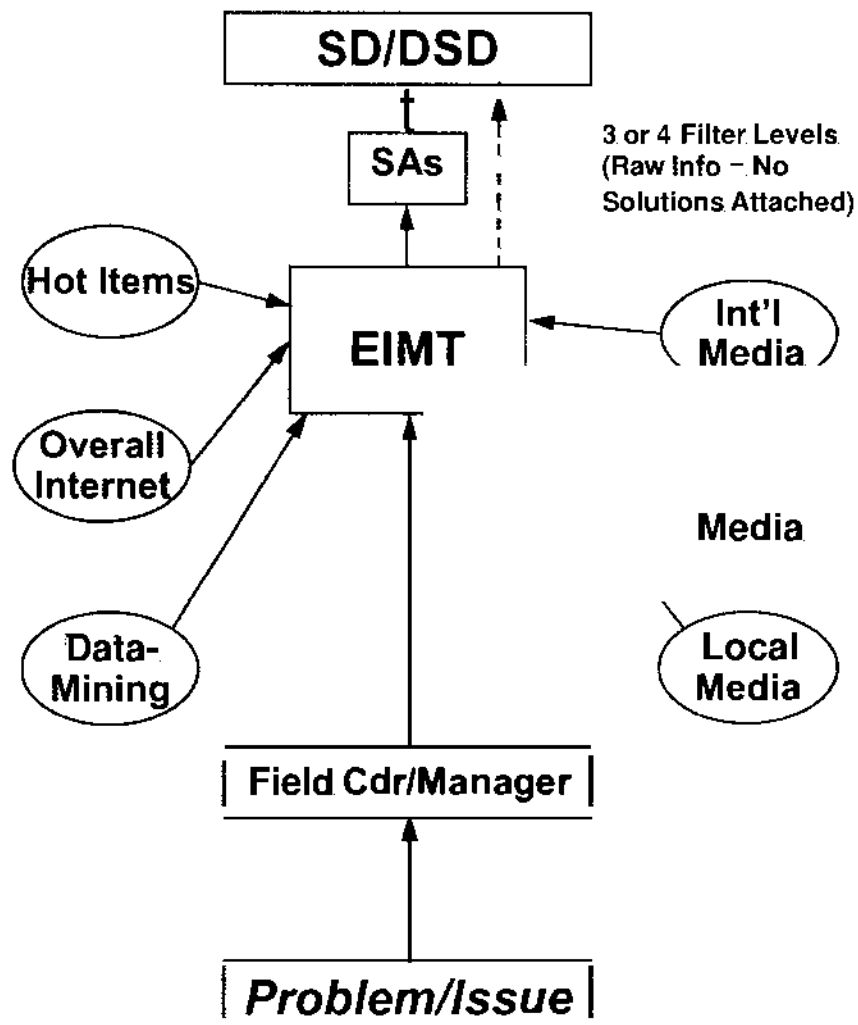 SD/DSD
3 or 4 Filter Levels
(Raw Info - No
Solutions Attached)
SAs
Hot Items
EIMT
Int'l
Media
Overall
Internet
Media
Data-
Mining
Local
Media
Field Cdr/Manager
Problem/Issue